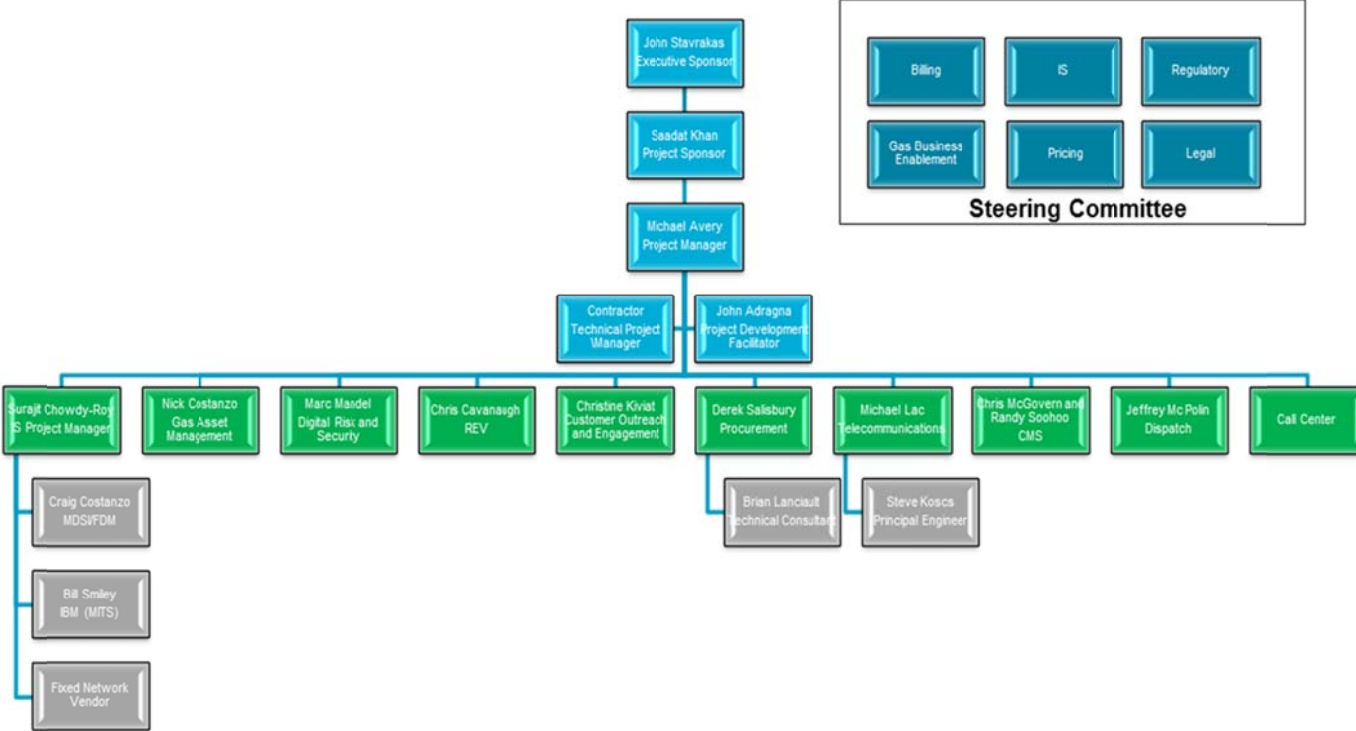 John Stavrakas
Executive Sponsor
Saadat Khan
Project Sponsor
Michael Avery
Project Manager
Contractor
Technical Project
Manager
John Adragna
Project Development
Facilitator
Billing
IS
Regulatory
Gas Business
Enablement
Pricing
Legal
Steering Committee
Surajit Chowdy-Roy
IS Project Manager
Nick Costanzo
Gas Asset
Management
Marc Mandel
Digital Risk and
Security
Chris Cavanaugh
REV
Christine Kiviat
Customer Outreach
and Engagement
Derek Salisbury
Procurement
Michael Lac
Telecommunications
Chris McGovern and
Randy Soohoo
CMS
Jeffrey Mc Polin
Dispatch
Call Center
Craig Costanzo
MDSI/FDM
Bill Smiley
IBM (MITS)
Fixed Network
Vendor
Brian Lanciault
Technical Consultant
Steve
Principal Engineer